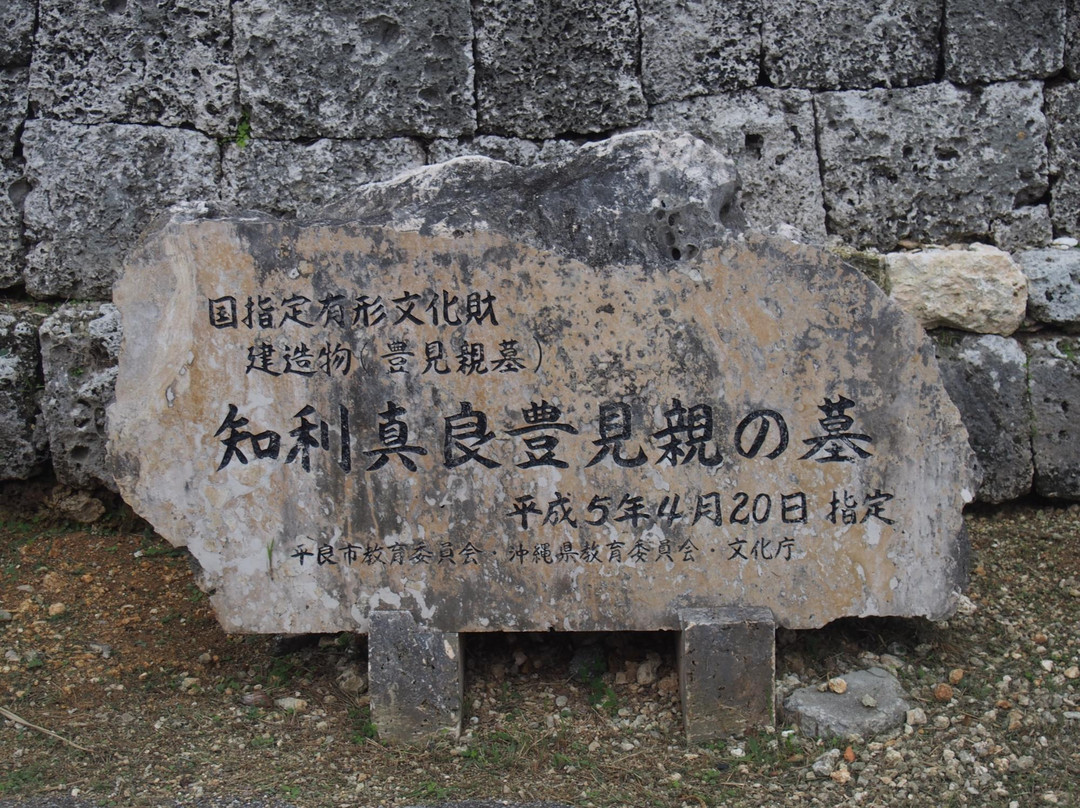 国指定有形文化財
建造物(豊見親墓)
知利真良豊見親の墓
平成5年4月20日 指定
平良市教育委員会・沖縄県教育委員会・文化庁